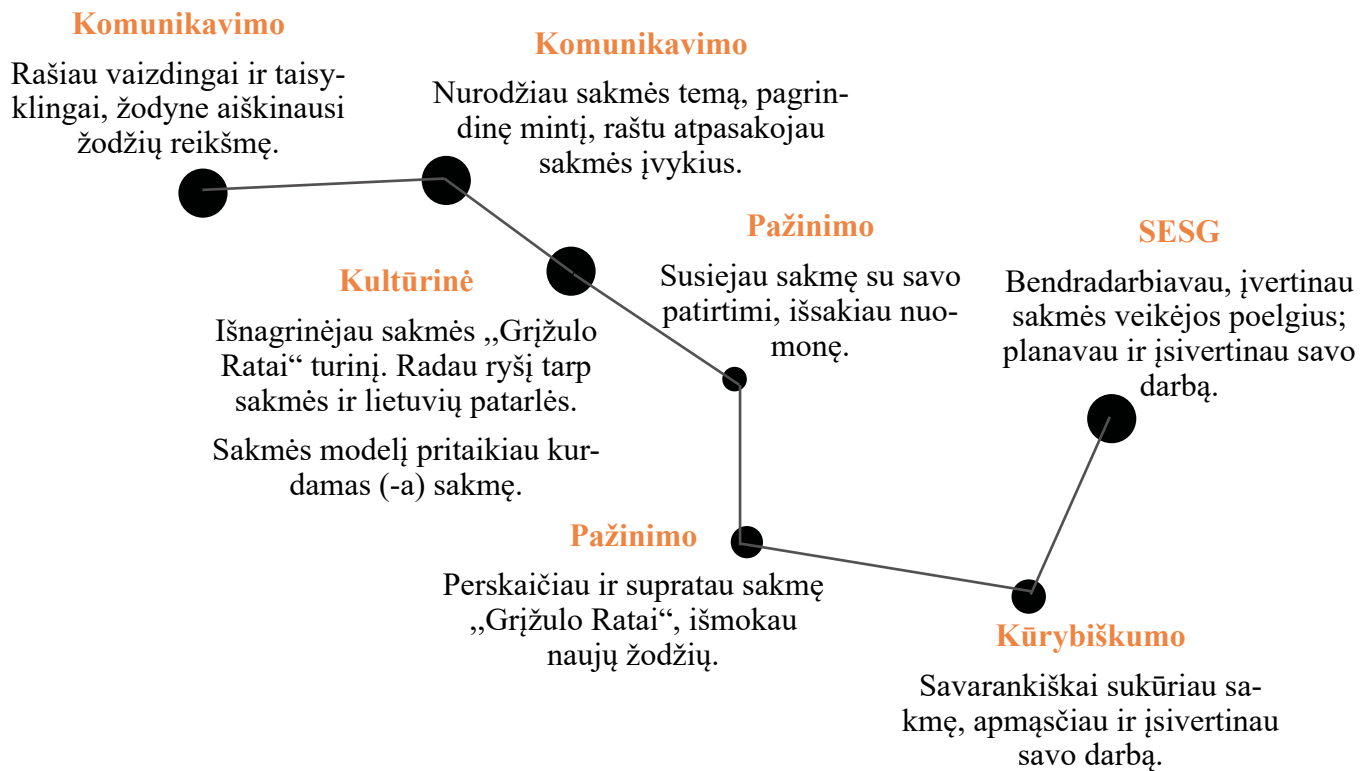 Komunikavimo
Rašiau vaizdingai ir taisy-
klingai, žodyne aiškinausi
žodžių reikšmę.
Komunikavimo
Nurodžiau sakmės temą, pagrin-
dinę mintį, raštu atpasakojau
sakmės įvykius.
Kultūrinė
Išnagrinėjau sakmės „Grįžulo
Ratai“ turinį. Radau ryšį tarp
sakmės ir lietuvių patarlės.
Sakmės modelį pritaikiau kur-
damas (-a) sakmę.
Pažinimo
Susiejau sakmę su savo
patirtimi, išsakiau nuo-
monę.
SESG
Bendradarbiavau, įvertinau
sakmės veikėjos poelgius;
planavau ir įsivertinau savo
darbą.
Pažinimo
Perskaičiau ir supratau sakmę
„Grįžulo Ratai“, išmokau
naujų žodžių.
Kūrybiškumo
Savarankiškai sukūriau sa-
kmę, apmąsčiau ir įsivertinau
savo darbą.